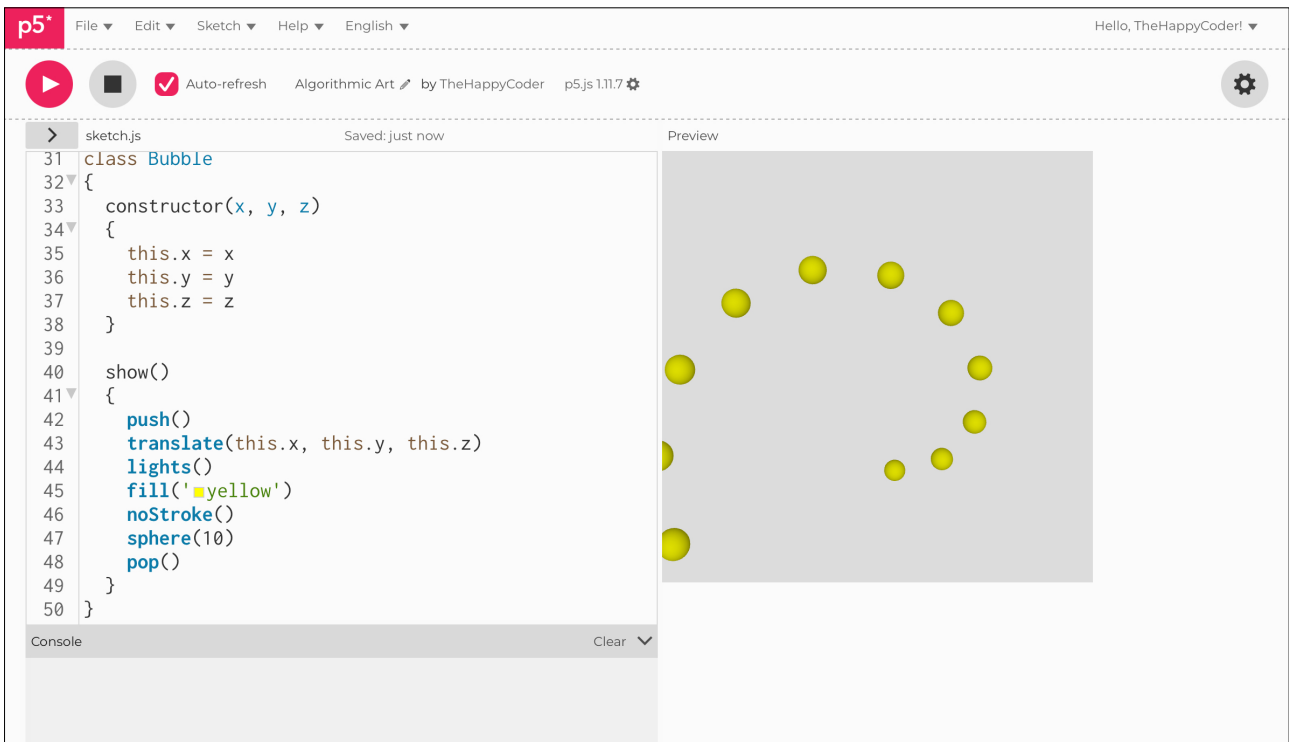 p5* File Edit Sketch Help English Hello, TheHappyCoder!
Auto-refresh Algorithmic Art by TheHappyCoder p5.js 1.11.7
sketch.js Saved: just now Preview
31 class Bubble
32 {
33 constructor(x, y, z)
34 {
35 this.x = x
36 this.y = y
37 this.z = z
38 }
39
40 show()
41 {
42 push()
43 translate(this.x, this.y, this.z)
44 lights()
45 fill('yellow')
46 noStroke()
47 sphere(10)
48 pop()
49 }
50 }
Console Clear